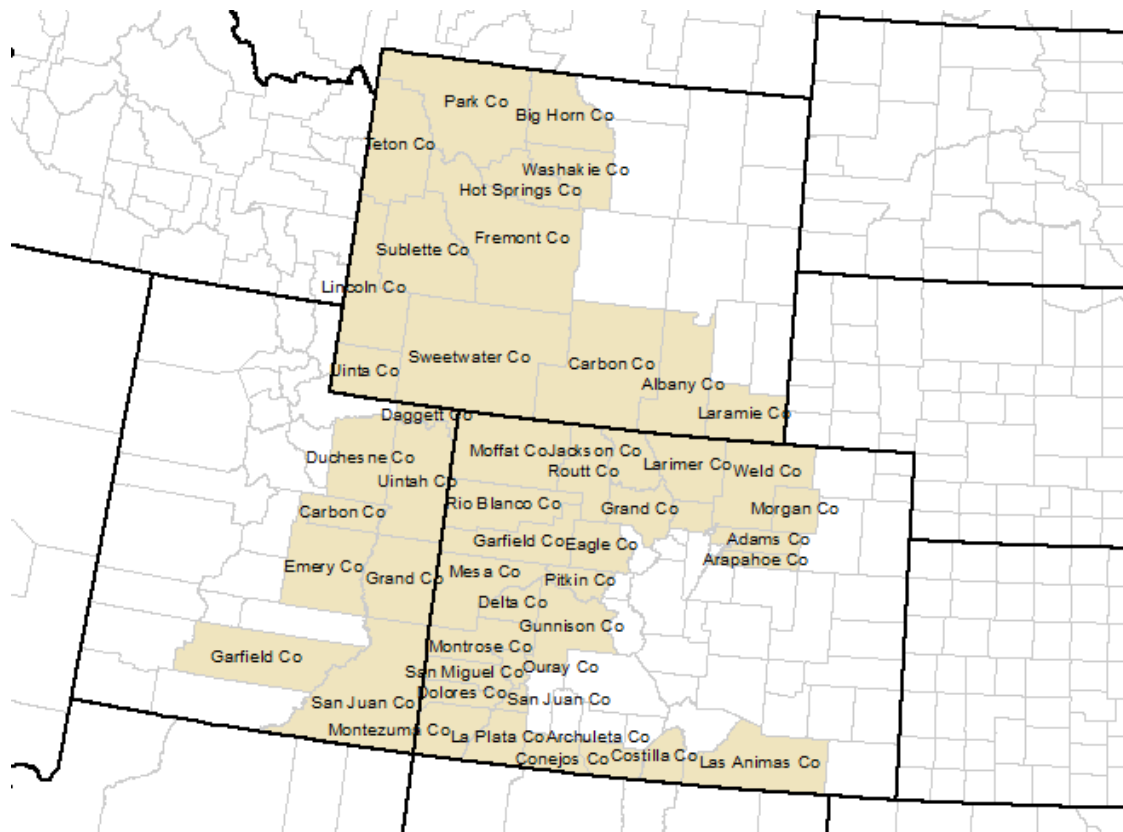 Park Co
Big Horn Co
Teton Co
Washakie Co
Hot Springs Co
Fremont Co
Sublette Co
Lincoln Co
Sweetwater Co
Carbon Co
Uinta Co
Albany Co
Laramie Co
Daggett Co
Moffat Co
Jackson Co
Duchesne Co
Routt Co
Larimer Co
Weld Co
Uintah Co
Rio Blanco Co
Grand Co
Morgan Co
Carbon Co
Garfield Co
Eagle Co
Adams Co
Arapahoe Co
Emery Co
Grand Co
Mesa Co
Pitkin Co
Delta Co
Gunnison Co
Montrose Co
Garfield Co
San Miguel Co
Ouray Co
Dolores Co
San Juan Co
San Juan Co
Montezuma Co
La Plata Co
Archuleta Co
Conejos Co
Costilla Co
Las Animas Co